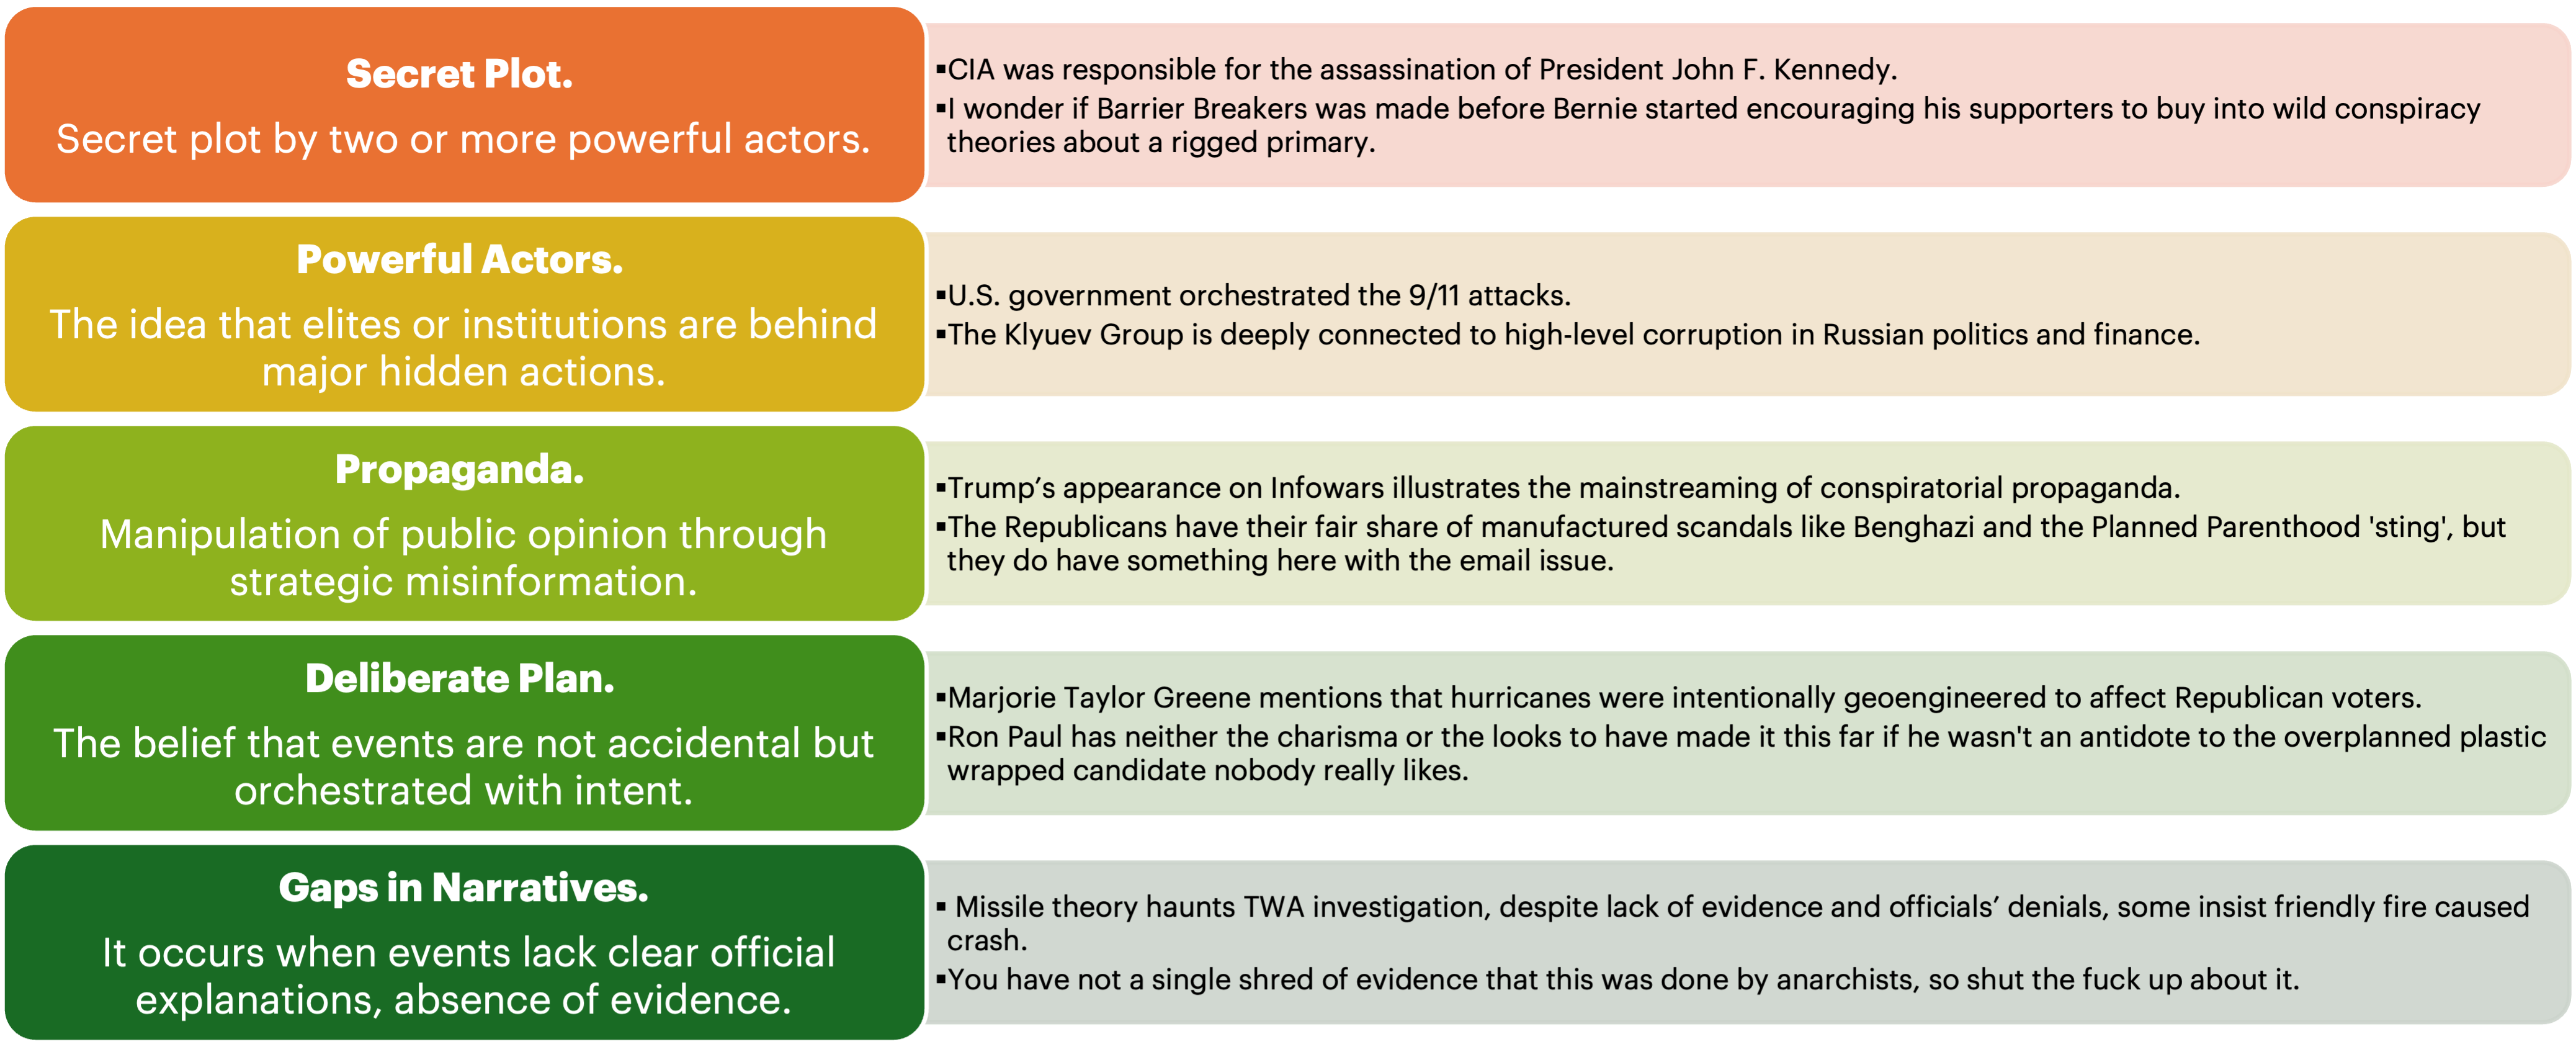 Secret Plot.
Secret plot by two or more powerful actors.
▪CIA was responsible for the assassination of President John F. Kennedy.
▪I wonder if Barrier Breakers was made before Bernie started encouraging his supporters to buy into wild conspiracy
theories about a rigged primary.
Powerful Actors.
The idea that elites or institutions are behind
major hidden actions.
▪U.S. government orchestrated the 9/11 attacks.
▪The Klyuev Group is deeply connected to high-level corruption in Russian politics and finance.
Propaganda.
Manipulation of public opinion through
strategic misinformation.
▪Trump’s appearance on Infowars illustrates the mainstreaming of conspiratorial propaganda.
▪The Republicans have their fair share of manufactured scandals like Benghazi and the Planned Parenthood 'sting', but
they do have something here with the email issue.
Deliberate Plan.
The belief that events are not accidental but
orchestrated with intent.
▪Marjorie Taylor Greene mentions that hurricanes were intentionally geoengineered to affect Republican voters.
▪Ron Paul has neither the charisma or the looks to have made it this far if he wasn't an antidote to the overplanned plastic
wrapped candidate nobody really likes.
Gaps in Narratives.
It occurs when events lack clear official
explanations, absence of evidence.
▪ Missile theory haunts TWA investigation, despite lack of evidence and officials’ denials, some insist friendly fire caused
crash.
▪You have not a single shred of evidence that this was done by anarchists, so shut the fuck up about it.